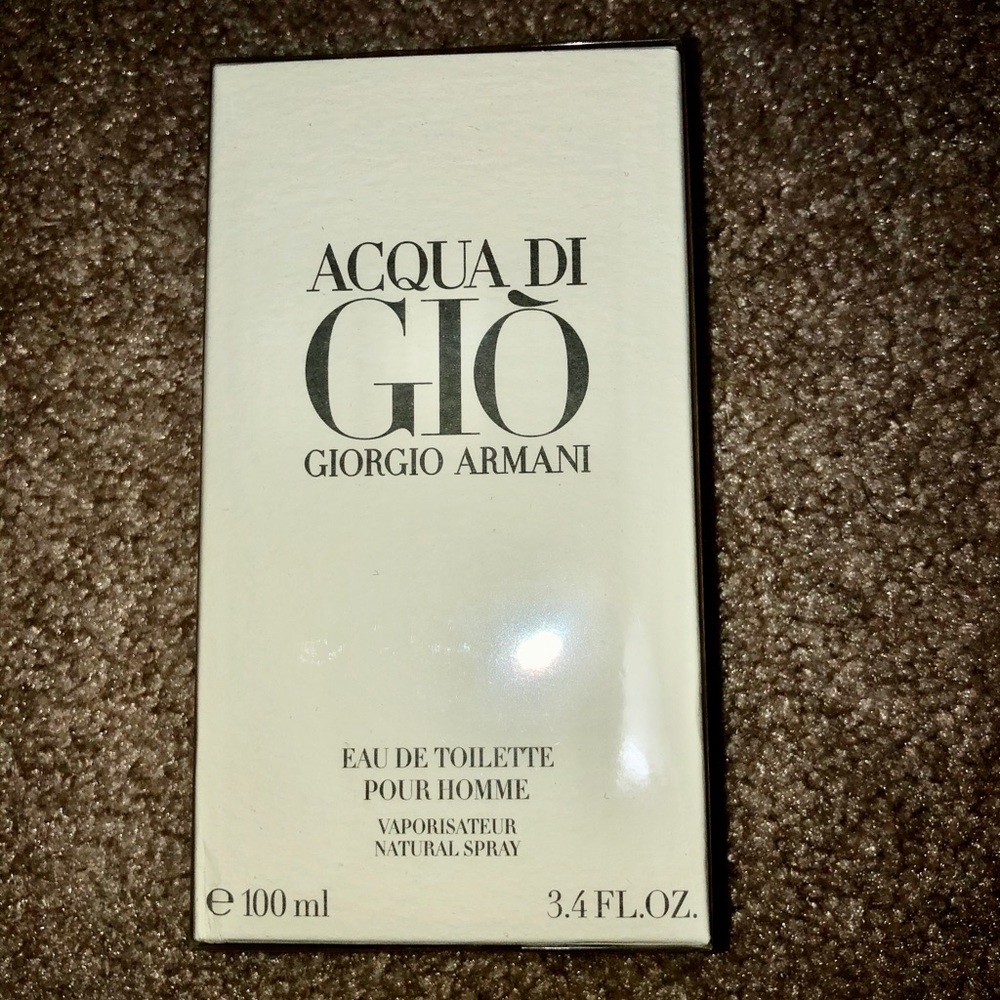 ACQUA DI
GIÒ
GIORGIO ARMANI
EAU DE TOILETTE
POUR HOMME
VAPORISATEUR
NATURAL SPRAY
℮ 100 ml
3.4 FL.OZ.